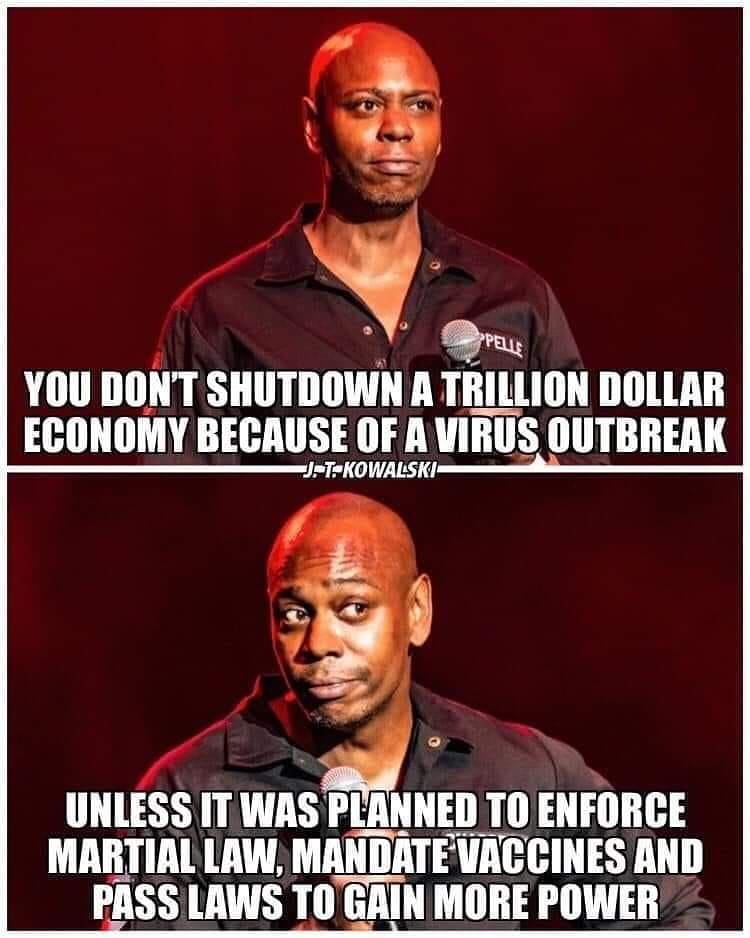 PPELLE
YOU DON'T SHUTDOWN A TRILLION DOLLAR
ECONOMY BECAUSE OF A VIRUS OUTBREAK
J. T. KOWALSKI
UNLESS IT WAS PLANNED TO ENFORCE
MARTIAL LAW, MANDATE VACCINES AND
PASS LAWS TO GAIN MORE POWER